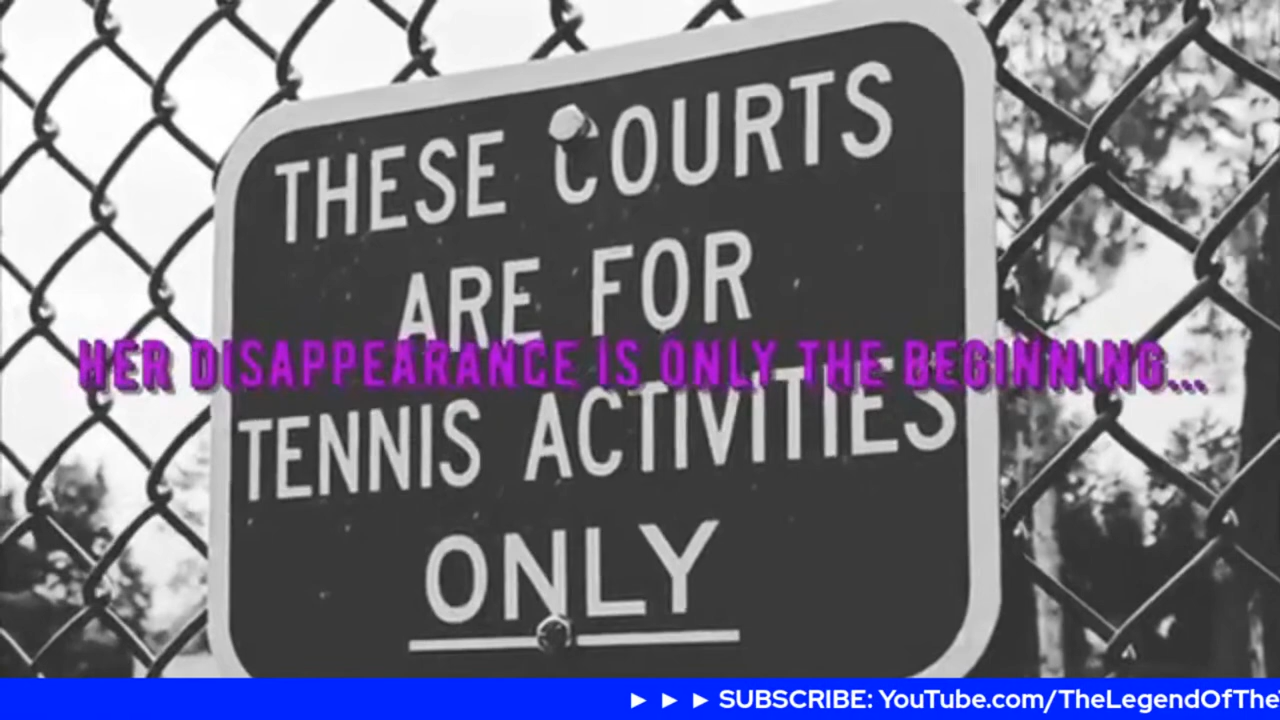 THESE COURTS
ARE FOR
HER DISAPPEARANCE IS ONLY THE BEGINNING...
TENNIS ACTIVITIES
ONLY
► ► ► SUBSCRIBE: YouTube.com/TheLegendOfThe